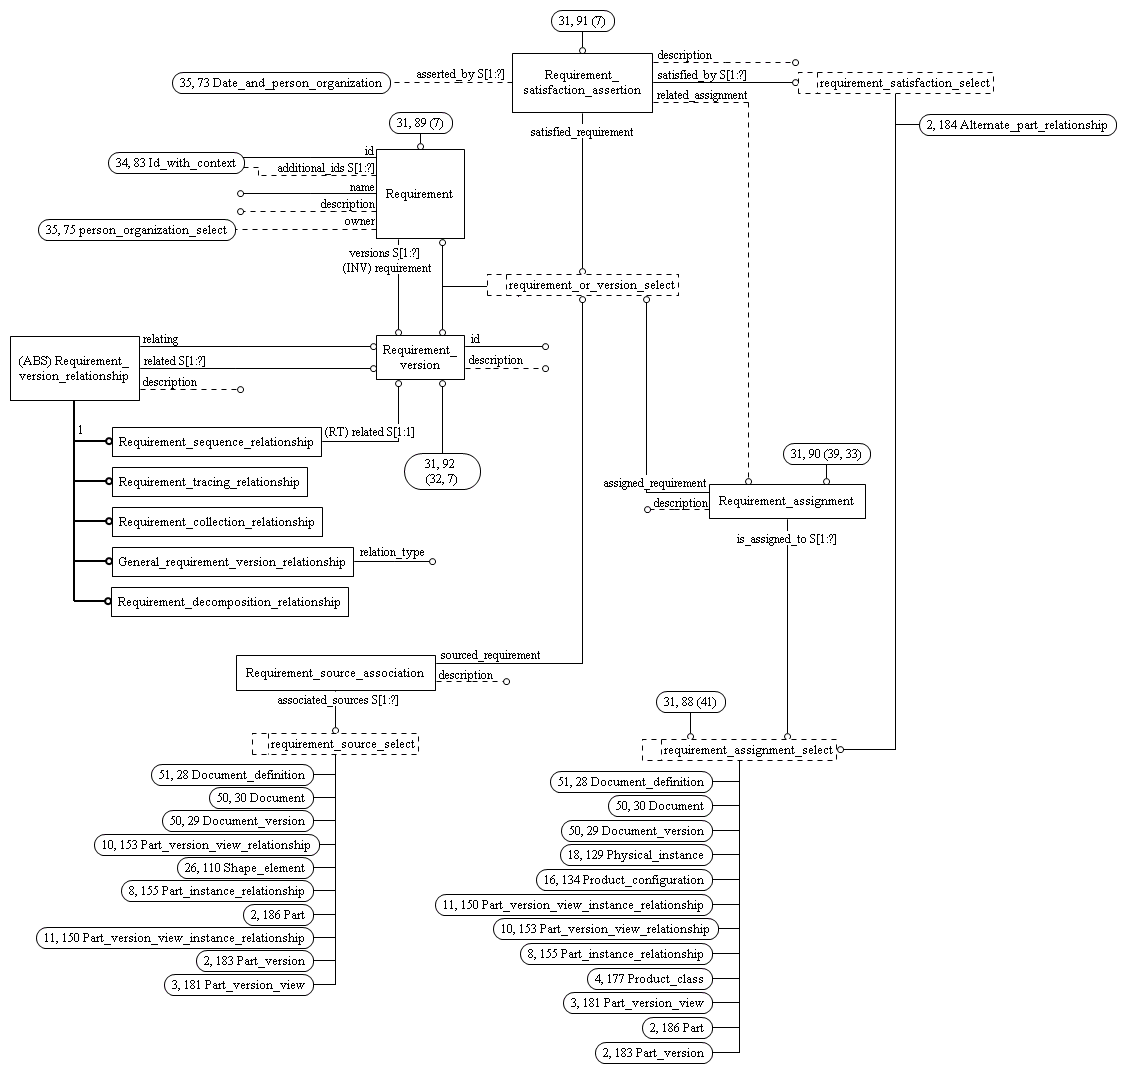 31, 91 (7)
description
asserted_by S[1:?]
35, 73 Date_and_person_organization
Requirement_
satisfaction_assertion
satisfied_by S[1:?]
requirement_satisfaction_select
related_assignment
2, 184 Alternate_part_relationship
satisfied_requirement
31, 89 (7)
id
34, 83 Id_with_context
additional_ids S[1:?]
name
Requirement
description
owner
35, 75 person_organization_select
versions S[1:?]
(INV) requirement
requirement_or_version_select
relating
id
(ABS) Requirement_
version_relationship
related S[1:?]
description
Requirement_
version
description
1
Requirement_sequence_relationship
(RT) related S[1:1]
31, 92
(32, 7)
31, 90 (39, 33)
Requirement_tracing_relationship
assigned_requirement
description
Requirement_assignment
Requirement_collection_relationship
is_assigned_to S[1:?]
General_requirement_version_relationship
relation_type
Requirement_decomposition_relationship
sourced_requirement
Requirement_source_association
description
associated_sources S[1:?]
31, 88 (41)
requirement_source_select
requirement_assignment_select
51, 28 Document_definition
50, 30 Document
50, 29 Document_version
10, 153 Part_version_view_relationship
26, 110 Shape_element
8, 155 Part_instance_relationship
2, 186 Part
11, 150 Part_version_view_instance_relationship
2, 183 Part_version
3, 181 Part_version_view
51, 28 Document_definition
50, 30 Document
50, 29 Document_version
18, 129 Physical_instance
16, 134 Product_configuration
11, 150 Part_version_view_instance_relationship
10, 153 Part_version_view_relationship
8, 155 Part_instance_relationship
4, 177 Product_class
3, 181 Part_version_view
2, 186 Part
2, 183 Part_version